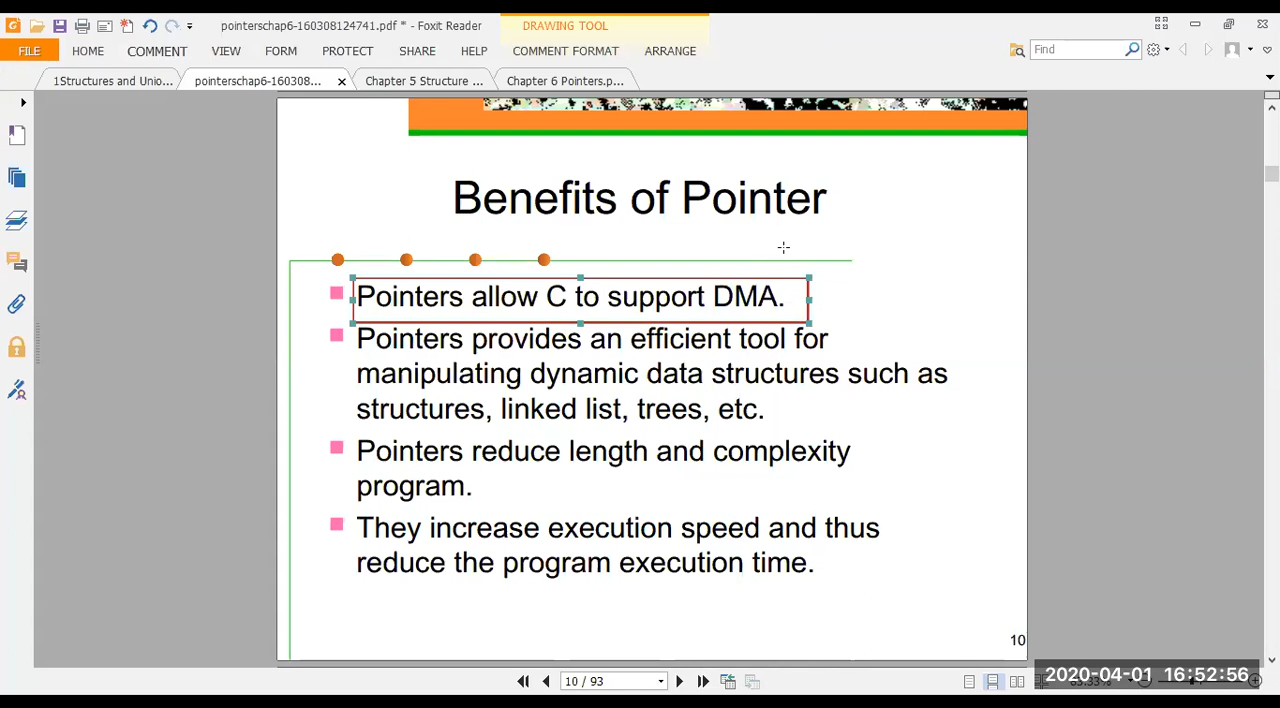 pointerschap6-160308124741.pdf * - Foxit Reader
DRAWING TOOL
FILE
HOME
COMMENT
VIEW
FORM
PROTECT
SHARE
HELP
COMMENT FORMAT
ARRANGE
Find
1Structures and Unio...
pointerschap6-160308...
Chapter 5 Structure ...
Chapter 6 Pointers.p...
Benefits of Pointer
Pointers allow C to support DMA.
Pointers provides an efficient tool for
manipulating dynamic data structures such as
structures, linked list, trees, etc.
Pointers reduce length and complexity
program.
They increase execution speed and thus
reduce the program execution time.
10
10 / 93
2020-04-01 16:52:56